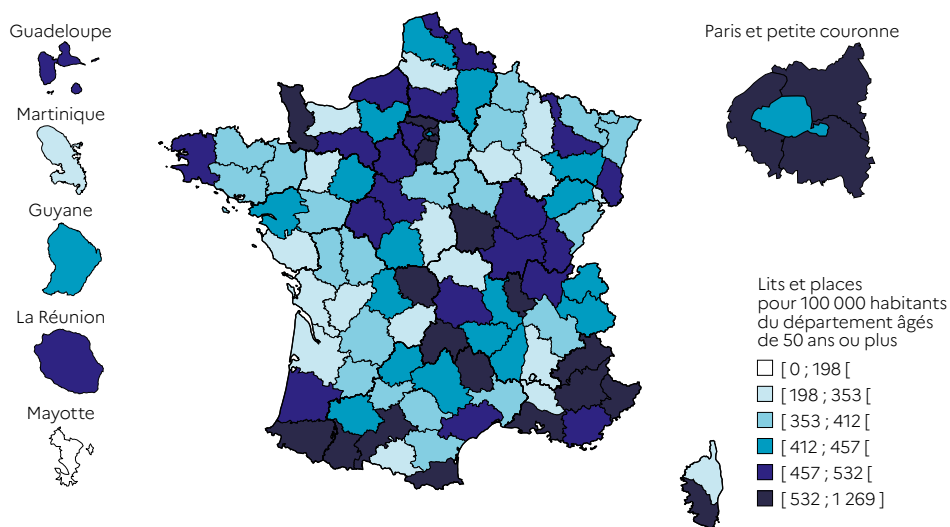 Guadeloupe
Martinique
Guyane
La Réunion
Mayotte
Paris et petite couronne
Lits et places
pour 100 000 habitants
du département âgés
de 50 ans ou plus
[ 0 ; 198 [
[ 198 ; 353 [
[ 353 ; 412 [
[ 412 ; 457 [
[ 457 ; 532 [
[ 532 ; 1 269 ]